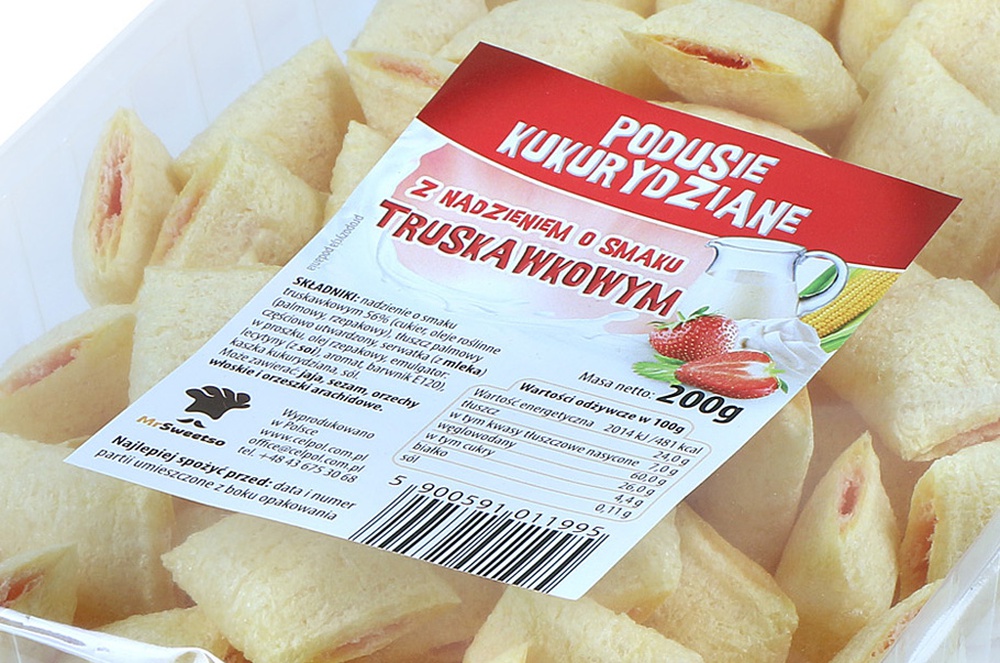 PODUSIE
KUKURYDZIANE
Z NADZIENIEM O SMAKU
TRUSKAWKOWYM
propozycja podania
SKŁADNIKI: nadzienie o smaku
truskawkowym 56% (cukier, oleje roślinne
(palmowy, rzepakowy), tłuszcz palmowy
częściowo utwardzony, serwatka (z mleka)
w proszku, olej rzepakowy, emulgator:
lecytyny (z soi), aromat, barwnik E120),
kaszka kukurydziana, sól.
Może zawierać: jaja, sezam, orzechy
włoskie i orzeszki arachidowe.
Masa netto: 200g
Wartości odżywcze w 100g
Wartość energetyczna 2014 kJ /481 kcal
tłuszcz 24,0 g
w tym kwasy tłuszczowe nasycone 7,0 g
węglowodany 60,0 g
w tym cukry 26,0 g
białko 4,4 g
sól 0,11 g
Mr.Sweetso
Wyprodukowano
w Polsce
www.celpol.com.pl
office@celpol.com.pl
tel. +48 43 675 30 68
Najlepiej spożyć przed: data i numer
partii umieszczone z boku opakowania
5 900591 011995